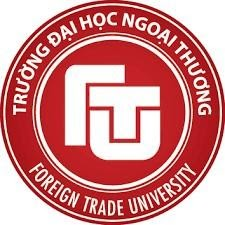 TRƯỜNG ĐẠI HỌC NGOẠI THƯƠNG
FTU
FOREIGN TRADE UNIVERSITY